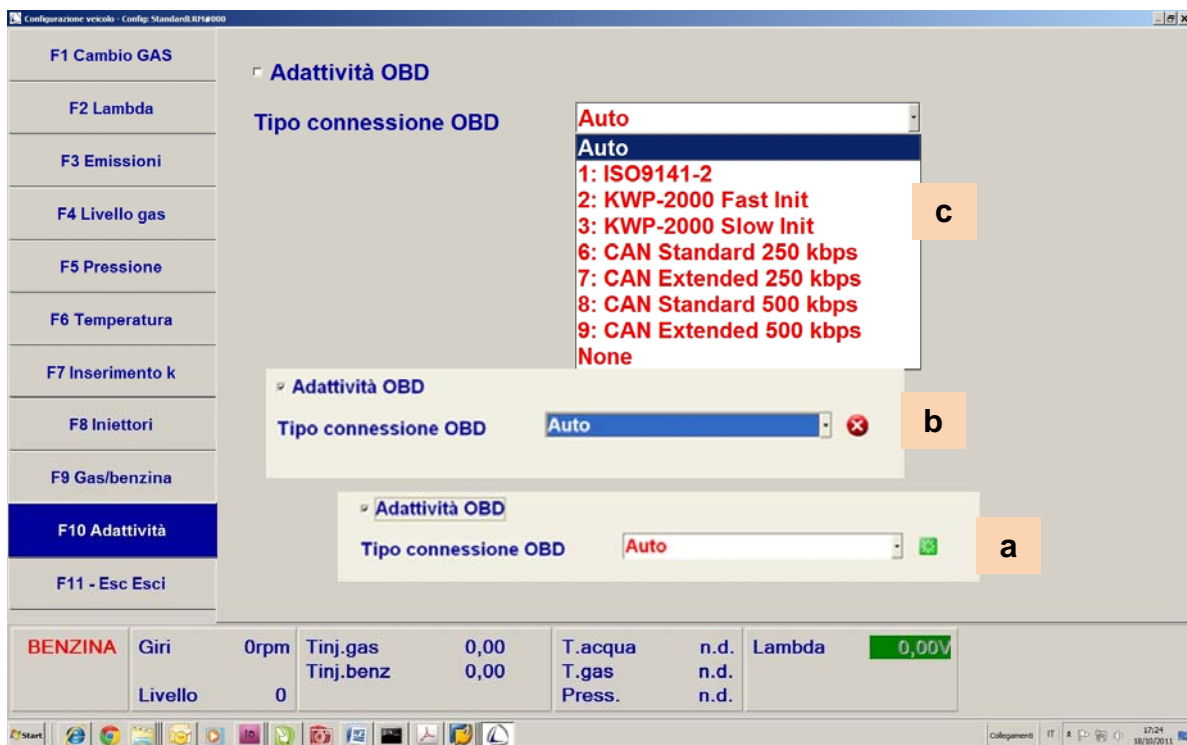 Configurazione veicolo - Config: StandardLRM#000
F1 Cambio GAS
F2 Lambda
F3 Emissioni
F4 Livello gas
F5 Pressione
F6 Temperatura
F7 Inserimento k
F8 Iniettori
F9 Gas/benzina
F10 Adattività
F11 - Esc Esci
Adattività OBD
Tipo connessione OBD Auto
Auto
1: ISO9141-2
2: KWP-2000 Fast Init
3: KWP-2000 Slow Init
6: CAN Standard 250 kbps
7: CAN Extended 250 kbps
8: CAN Standard 500 kbps
9: CAN Extended 500 kbps
None
c
Adattività OBD
Tipo connessione OBD Auto
b
Adattività OBD
Tipo connessione OBD Auto
a
BENZINA Giri 0rpm Tinj.gas 0,00 T.acqua n.d. Lambda 0,00V
Tinj.benz 0,00 T.gas n.d.
Livello 0 Press. n.d.
Start Collegamenti IT 17:24
18/10/2011